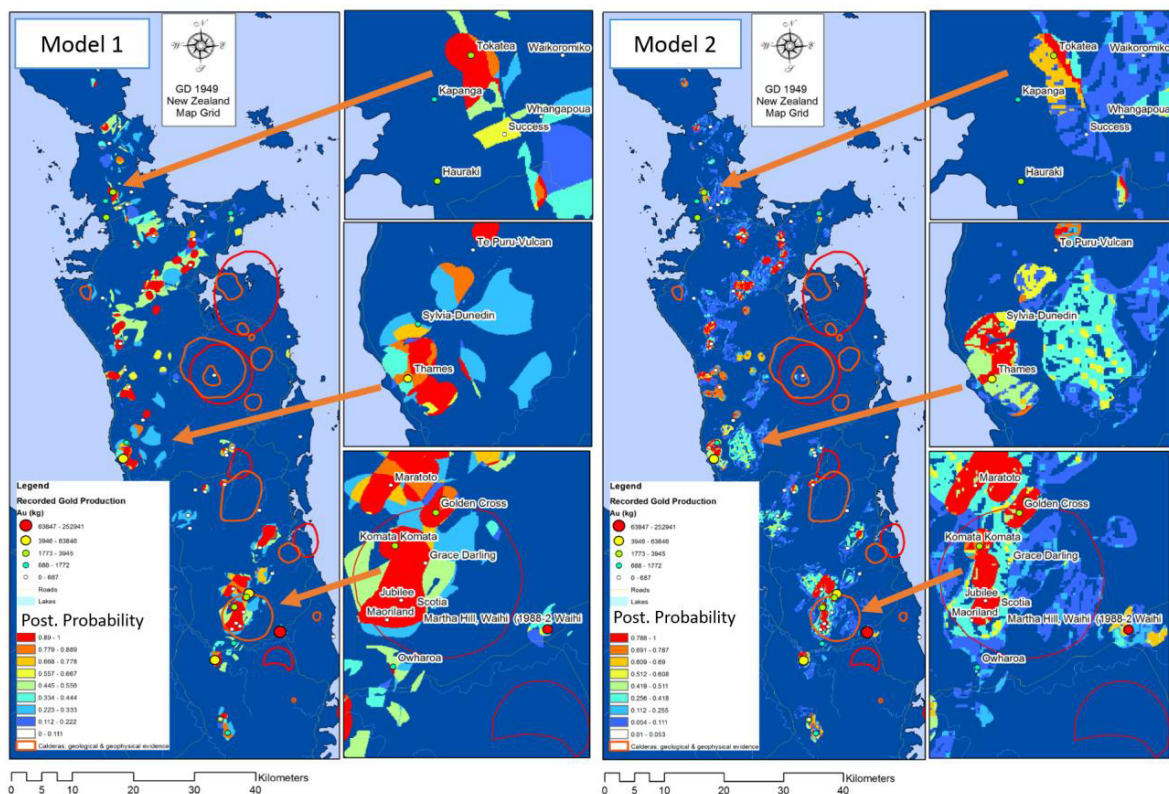 Model 1
N
W
E
S
GD 1949
New Zealand
Map Grid
Tokatea
Waikoromiko
Kapanga
Whangapoua
Success
Hauraki
Te Puru-Vulcan
Sylvia-Dunedin
Thames
Maratoto
Golden Cross
Komata Komata
Grace Darling
Jubilee
Scotia
Maoriland
Martha Hill, Waihi (1988-2 Waihi
Owharoa
Legend
Recorded Gold Production
Au (kg)
63847 - 252941
3946 - 63846
1773 - 3945
688 - 1772
0 - 687
Roads
Lakes
Post. Probability
0.89 - 1
0.779 - 0.889
0.668 - 0.778
0.557 - 0.667
0.445 - 0.556
0.334 - 0.444
0.223 - 0.333
0.112 - 0.222
0 - 0.111
Calderas: geological & geophysical evidence
Kilometers
0 5 10 20 30 40
Model 2
N
W
E
S
GD 1949
New Zealand
Map Grid
Tokatea
Waikoromiko
Kapanga
Whangapoua
Success
Hauraki
Te Puru-Vulcan
Sylvia-Dunedin
Thames
Maratoto
Golden Cross
Komata Komata
Grace Darling
Jubilee
Scotia
Maoriland
Martha Hill, Waihi (1988-2 Waihi
Owharoa
Legend
Recorded Gold Production
Au (kg)
63847 - 252941
3946 - 63846
1773 - 3945
688 - 1772
0 - 687
Roads
Lakes
Post. Probability
0.788 - 1
0.691 - 0.787
0.609 - 0.69
0.512 - 0.608
0.419 - 0.511
0.256 - 0.418
0.112 - 0.255
0.054 - 0.111
0.01 - 0.053
Calderas: geological & geophysical evidence
Kilometers
0 5 10 20 30 40